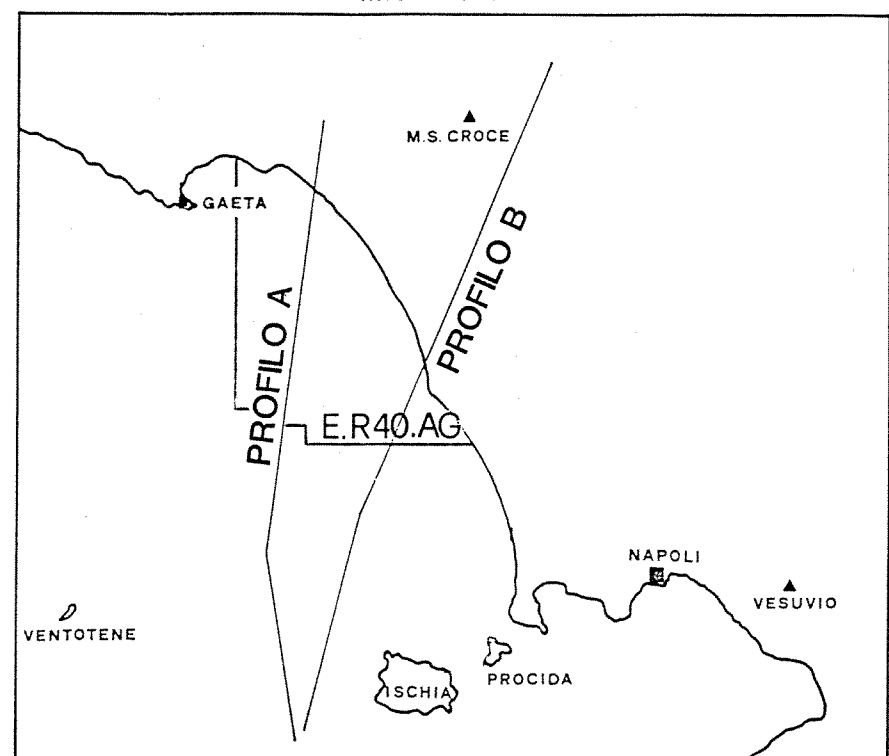 M.S. CROCE
GAETA
PROFILO B
PROFILO A
E.R40.AG
NAPOLI
VESUVIO
VENTOTENE
PROCIDA
ISCHIA